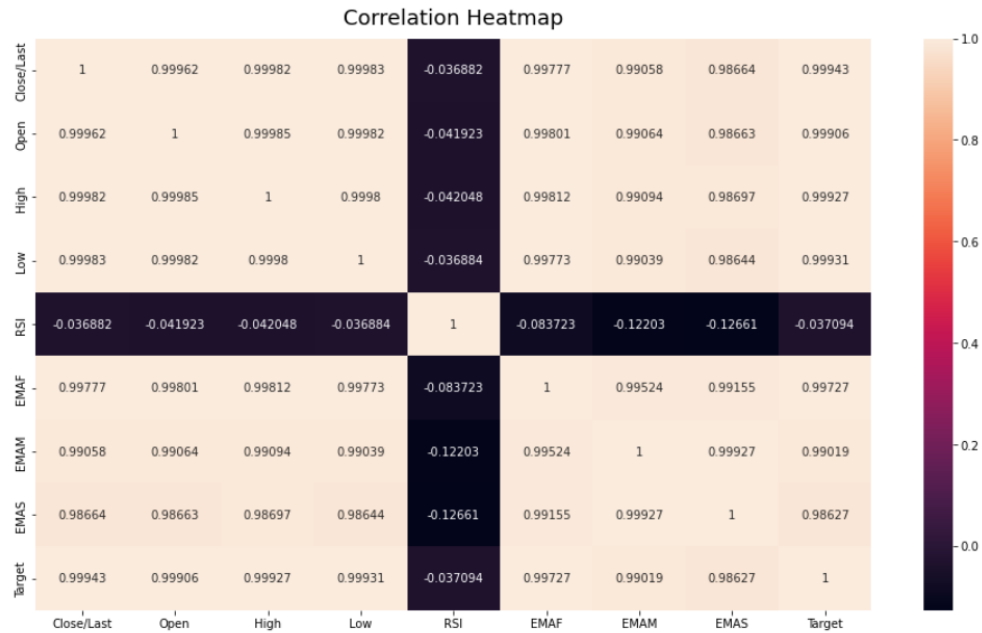 Correlation Heatmap
Close/Last 1 0.99962 0.99982 0.99983 -0.036882 0.99777 0.99058 0.98664 0.99943
Open 0.99962 1 0.99985 0.99982 -0.041923 0.99801 0.99064 0.98663 0.99906
High 0.99982 0.99985 1 0.9998 -0.042048 0.99812 0.99094 0.98697 0.99927
Low 0.99983 0.99982 0.9998 1 -0.036884 0.99773 0.99039 0.98644 0.99931
RSI -0.036882 -0.041923 -0.042048 -0.036884 1 -0.083723 -0.12203 -0.12661 -0.037094
EMAF 0.99777 0.99801 0.99812 0.99773 -0.083723 1 0.99524 0.99155 0.99727
EMAM 0.99058 0.99064 0.99094 0.99039 -0.12203 0.99524 1 0.99927 0.99019
EMAS 0.98664 0.98663 0.98697 0.98644 -0.12661 0.99155 0.99927 1 0.98627
Target 0.99943 0.99906 0.99927 0.99931 -0.037094 0.99727 0.99019 0.98627 1
Close/Last Open High Low RSI EMAF EMAM EMAS Target
1.0
0.8
0.6
0.4
0.2
0.0